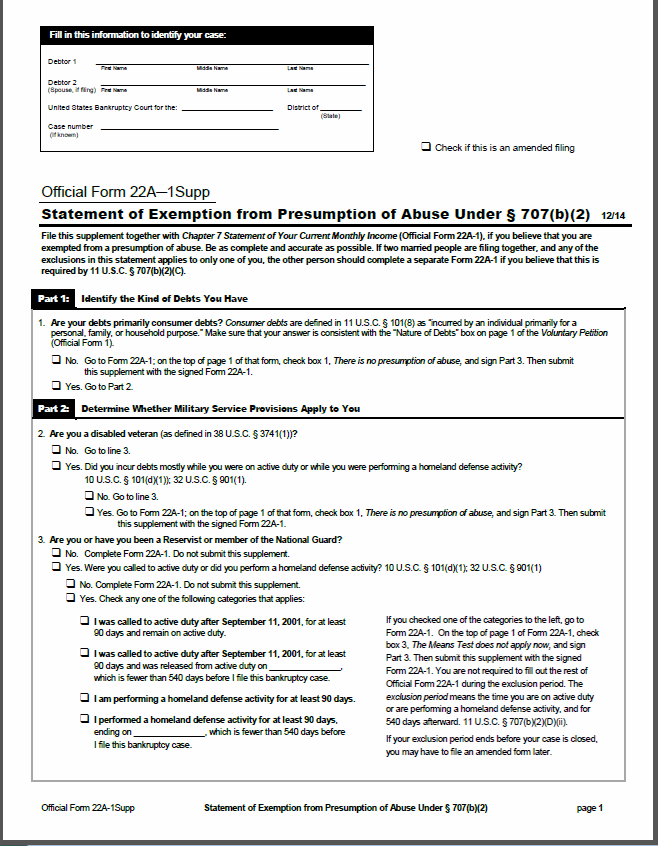 Fill in this information to identify your case:
Debtor 1
First Name Middle Name Last Name
Debtor 2
(Spouse, if filing) First Name Middle Name Last Name
United States Bankruptcy Court for the: District of
(State)
Case number
(If known)
❑ Check if this is an amended filing
Official Form 22A─1Supp
Statement of Exemption from Presumption of Abuse Under § 707(b)(2) 12/14
File this supplement together with Chapter 7 Statement of Your Current Monthly Income (Official Form 22A-1), if you believe that you are
exempted from a presumption of abuse. Be as complete and accurate as possible. If two married people are filing together, and any of the
exclusions in this statement applies to only one of you, the other person should complete a separate Form 22A-1 if you believe that this is
required by 11 U.S.C. § 707(b)(2)(C).
Part 1: Identify the Kind of Debts You Have
1. Are your debts primarily consumer debts? Consumer debts are defined in 11 U.S.C. § 101(8) as “incurred by an individual primarily for a
personal, family, or household purpose.” Make sure that your answer is consistent with the “Nature of Debts” box on page 1 of the Voluntary Petition
(Official Form 1).
❑ No. Go to Form 22A-1; on the top of page 1 of that form, check box 1, There is no presumption of abuse, and sign Part 3. Then submit
this supplement with the signed Form 22A-1.
❑ Yes. Go to Part 2.
Part 2: Determine Whether Military Service Provisions Apply to You
2. Are you a disabled veteran (as defined in 38 U.S.C. § 3741(1))?
❑ No. Go to line 3.
❑ Yes. Did you incur debts mostly while you were on active duty or while you were performing a homeland defense activity?
10 U.S.C. § 101(d)(1)); 32 U.S.C. § 901(1).
❑ No. Go to line 3.
❑ Yes. Go to Form 22A-1; on the top of page 1 of that form, check box 1, There is no presumption of abuse, and sign Part 3. Then submit
this supplement with the signed Form 22A-1.
3. Are you or have you been a Reservist or member of the National Guard?
❑ No. Complete Form 22A-1. Do not submit this supplement.
❑ Yes. Were you called to active duty or did you perform a homeland defense activity? 10 U.S.C. § 101(d)(1); 32 U.S.C. § 901(1)
❑ No. Complete Form 22A-1. Do not submit this supplement.
❑ Yes. Check any one of the following categories that applies:
❑ I was called to active duty after September 11, 2001, for at least
90 days and remain on active duty.
❑ I was called to active duty after September 11, 2001, for at least
90 days and was released from active duty on ________________,
which is fewer than 540 days before I file this bankruptcy case.
❑ I am performing a homeland defense activity for at least 90 days.
❑ I performed a homeland defense activity for at least 90 days,
ending on ________________, which is fewer than 540 days before
I file this bankruptcy case.
If you checked one of the categories to the left, go to
Form 22A-1. On the top of page 1 of Form 22A-1, check
box 3, The Means Test does not apply now, and sign
Part 3. Then submit this supplement with the signed
Form 22A-1. You are not required to fill out the rest of
Official Form 22A-1 during the exclusion period. The
exclusion period means the time you are on active duty
or are performing a homeland defense activity, and for
540 days afterward. 11 U.S.C. § 707(b)(2)(D)(ii).
If your exclusion period ends before your case is closed,
you may have to file an amended form later.
Official Form 22A-1Supp Statement of Exemption from Presumption of Abuse Under § 707(b)(2) page 1